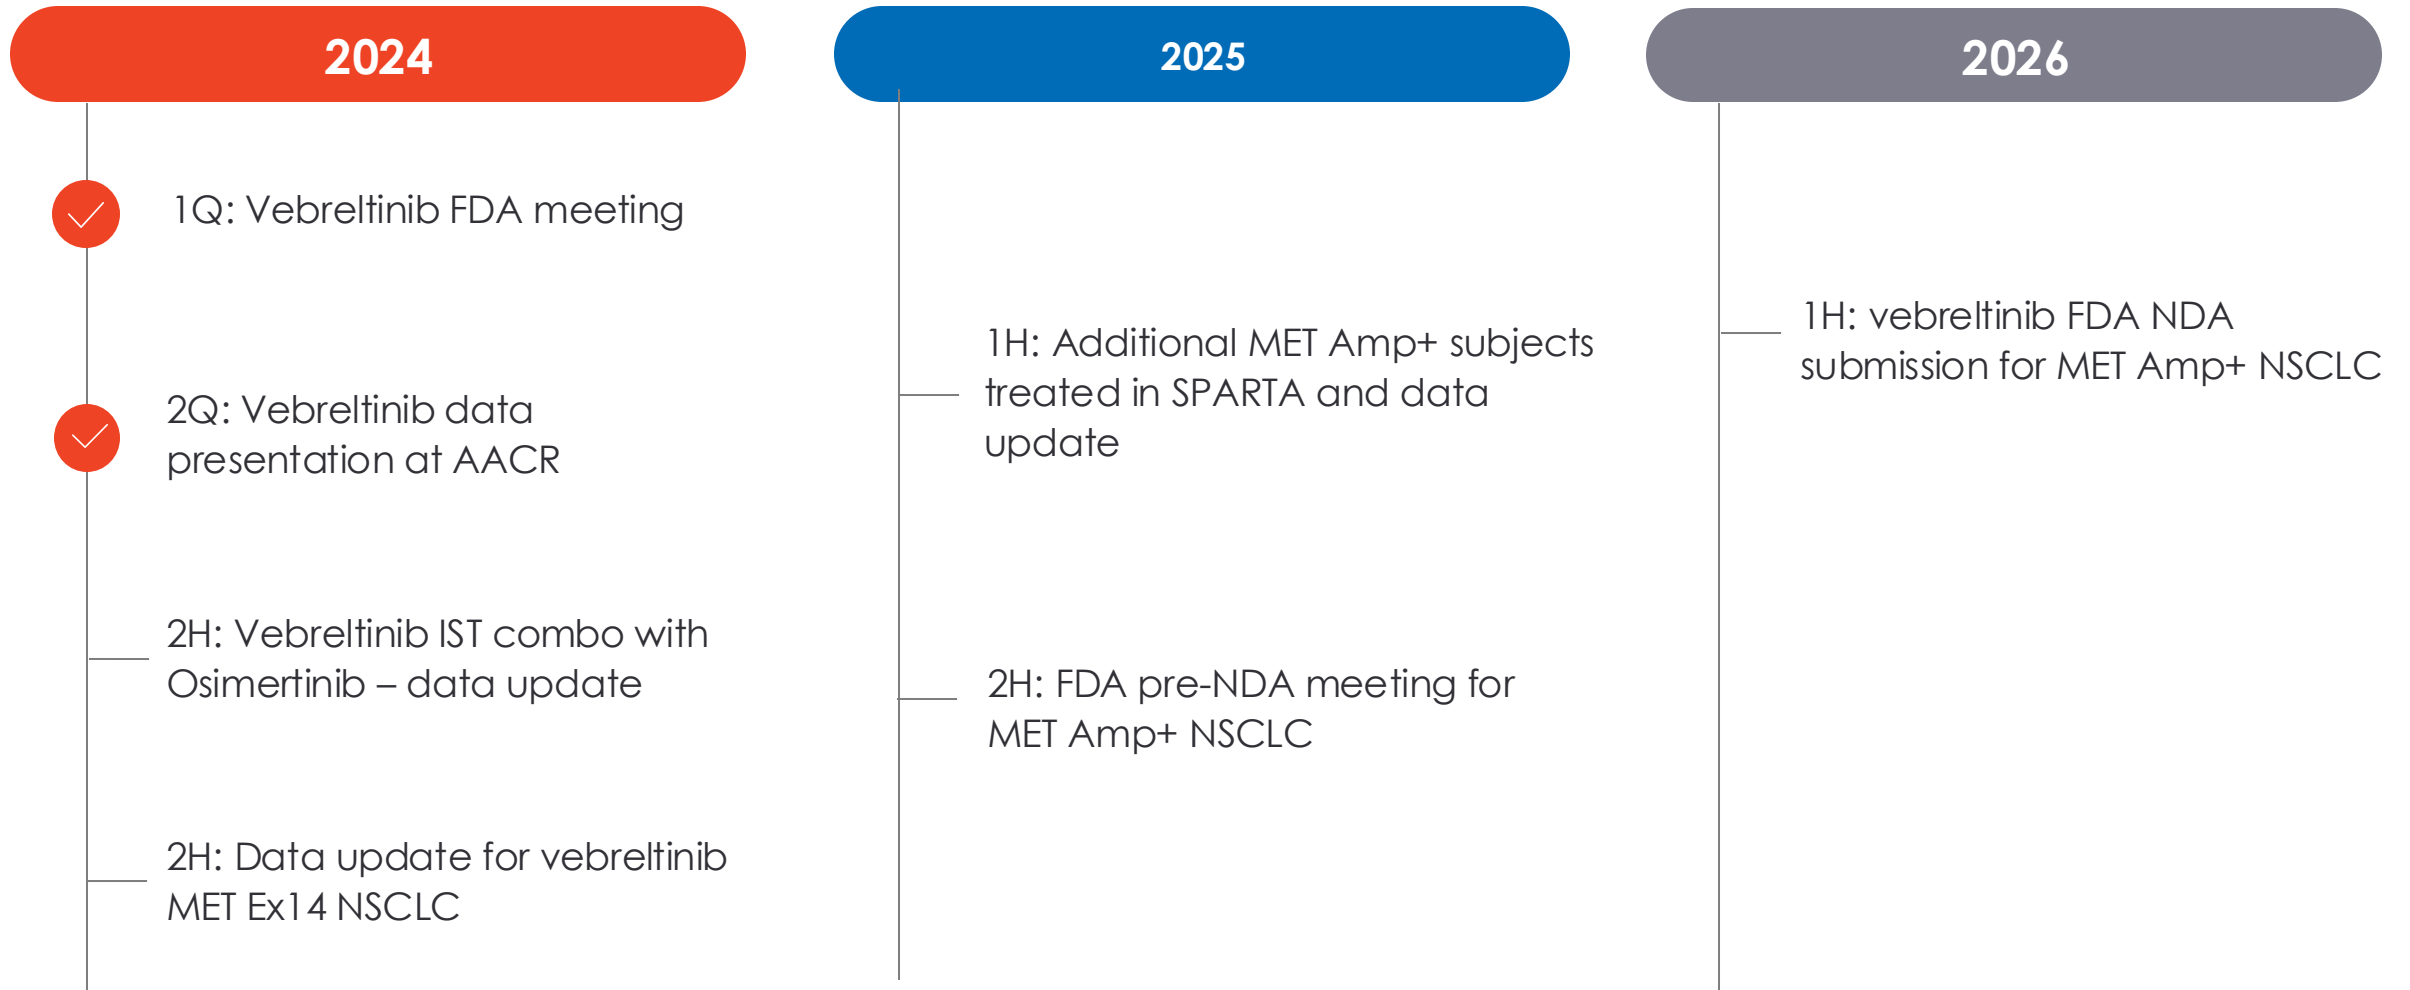 2024
1Q: Vebreltinib FDA meeting
2Q: Vebreltinib data
presentation at AACR
2H: Vebreltinib IST combo with
Osimertinib – data update
2H: Data update for vebreltinib
MET Ex14 NSCLC
2025
1H: Additional MET Amp+ subjects
treated in SPARTA and data
update
2H: FDA pre-NDA meeting for
MET Amp+ NSCLC
2026
1H: vebreltinib FDA NDA
submission for MET Amp+ NSCLC